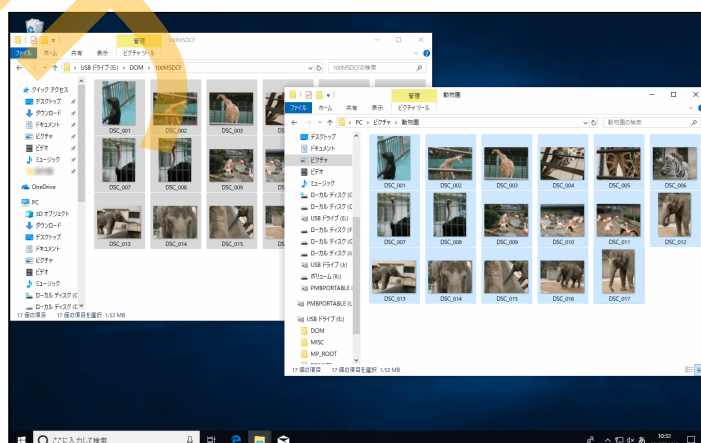 管理
100MSDCF
ファイル ホーム 共有 表示 ピクチャ ツール
USB ドライブ (E:) › DCIM › 100MSDCF
100MSDCFの検索
クイック アクセス
デスクトップ
ダウンロード
ドキュメント
ピクチャ
ビデオ
ミュージック
OneDrive
PC
3D オブジェクト
ダウンロード
デスクトップ
ドキュメント
ピクチャ
ビデオ
ミュージック
ローカル ディスク (C
ローカル ディスク (C
DSC_001 DSC_002 DSC_003
DSC_007 DSC_008 DSC_009
DSC_013 DSC_014 DSC_015
17 個の項目 17 個の項目を選択 1.53 MB
管理
動物園
ファイル ホーム 共有 表示 ピクチャ ツール
PC › ピクチャ › 動物園
動物園の検索
デスクトップ
ドキュメント
ピクチャ
ビデオ
ミュージック
ローカル ディスク (C
ローカル ディスク (D
USB ドライブ (E:)
ローカル ディスク (F
ローカル ディスク (G
ローカル ディスク (I:
USB ドライブ (J:)
ボリューム (K:)
PMBPORTABLE (
PMBPORTABLE (L
USB ドライブ (E:)
DCIM
MISC
MP_ROOT
DSC_001 DSC_002 DSC_003 DSC_004 DSC_005 DSC_006
DSC_007 DSC_008 DSC_009 DSC_010 DSC_011 DSC_012
DSC_013 DSC_014 DSC_015 DSC_016 DSC_017
17 個の項目 17 個の項目を選択 1.53 MB
ここに入力して検索
あ
10:32